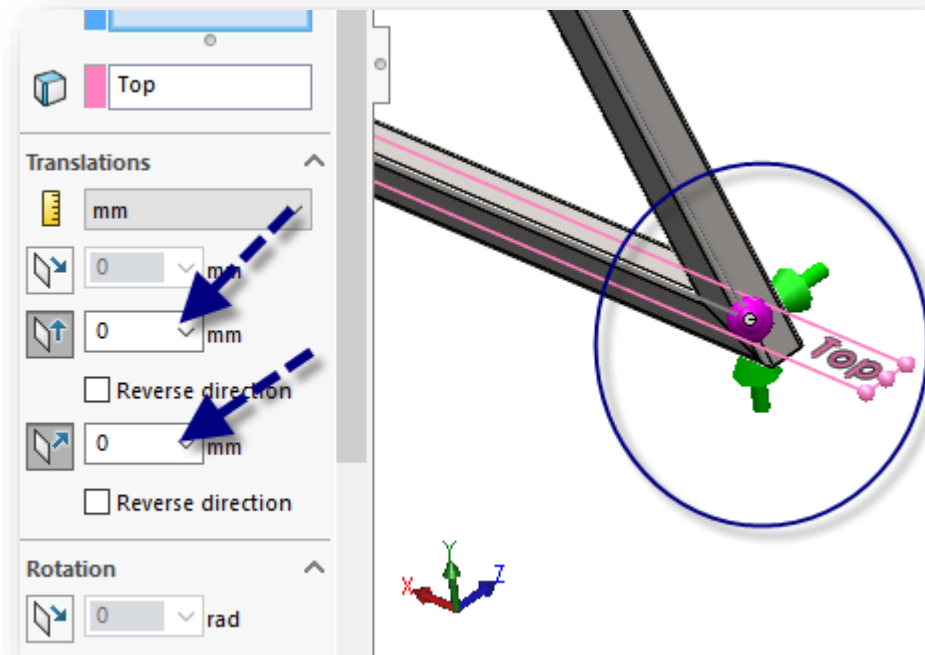 Top
Translations
mm
0 mm
0 mm
Reverse direction
0 mm
Reverse direction
Rotation
0 rad
Top
Y
X
Z